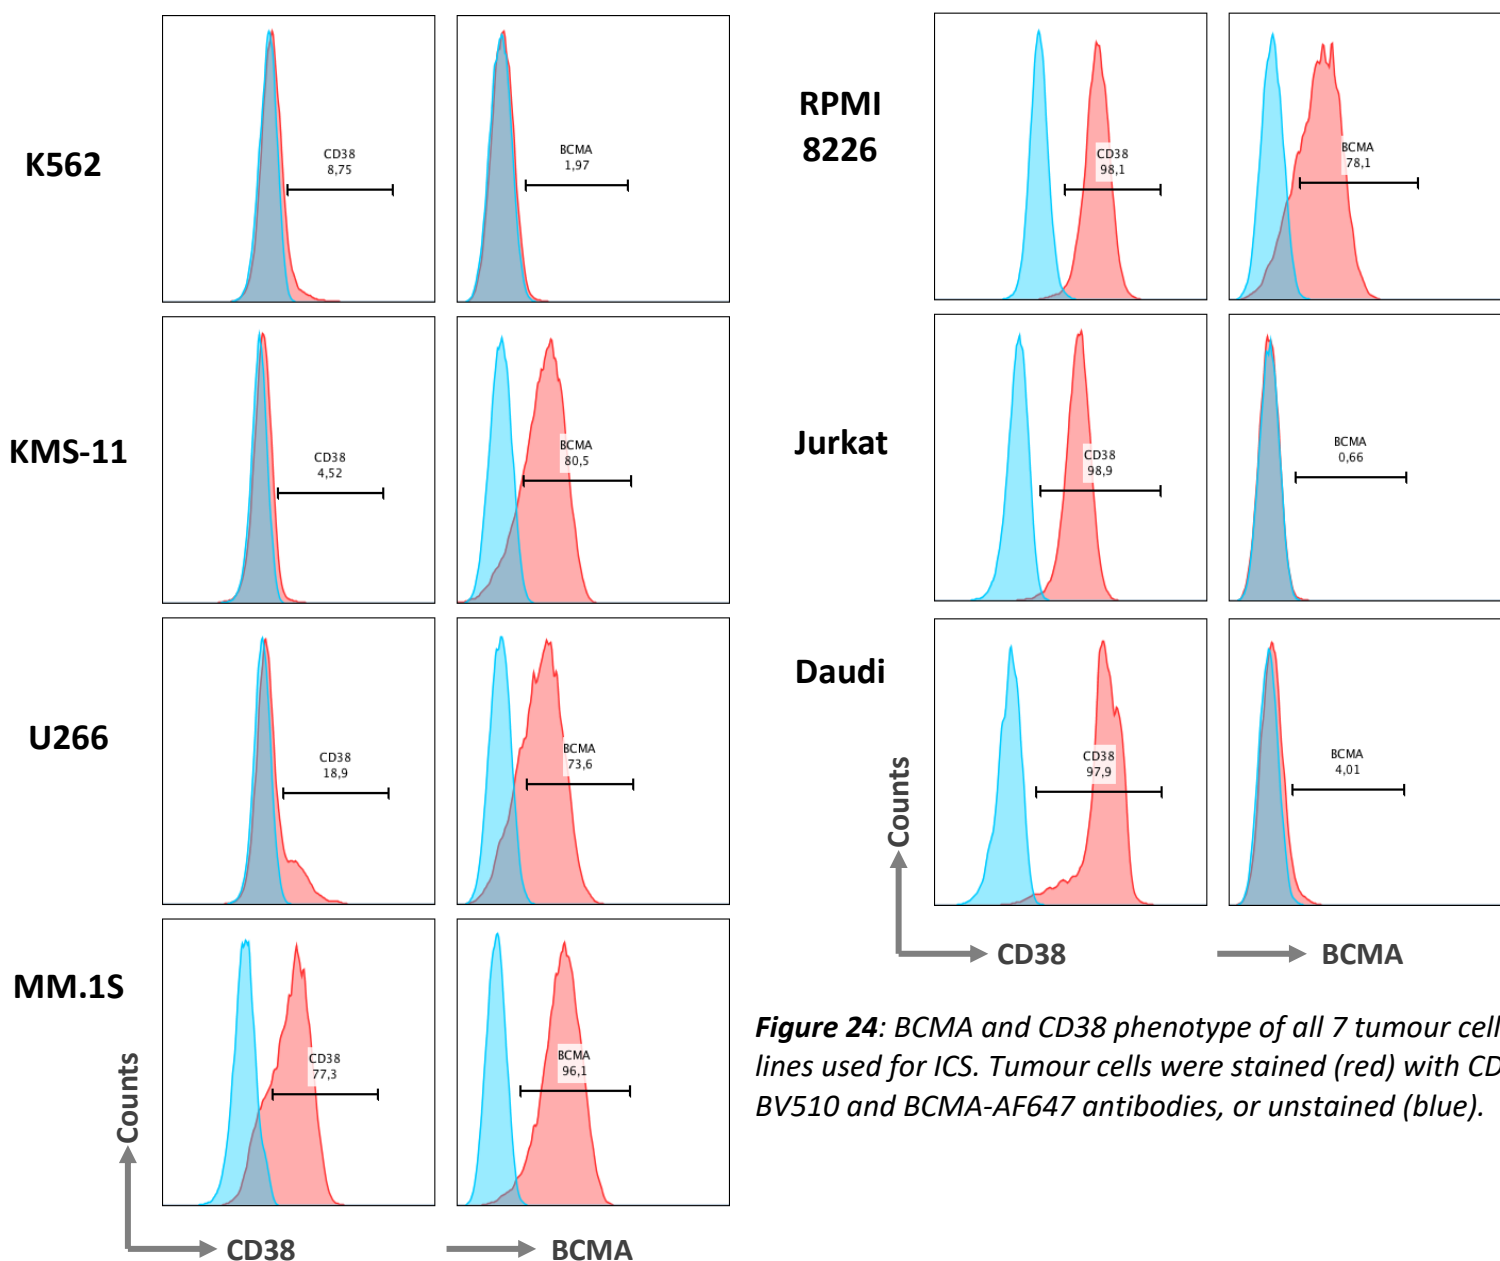 K562
CD38
8,75
BCMA
1,97
KMS-11
CD38
4,52
BCMA
80,5
U266
CD38
18,9
BCMA
73,6
MM.1S
CD38
77,3
BCMA
96,1
Counts
CD38
BCMA
RPMI
8226
CD38
98,1
BCMA
78,1
Jurkat
CD38
98,9
BCMA
0,66
Daudi
CD38
97,9
BCMA
4,01
Counts
CD38
BCMA
Figure 24: BCMA and CD38 phenotype of all 7 tumour cell
lines used for ICS. Tumour cells were stained (red) with CD
BV510 and BCMA-AF647 antibodies, or unstained (blue).